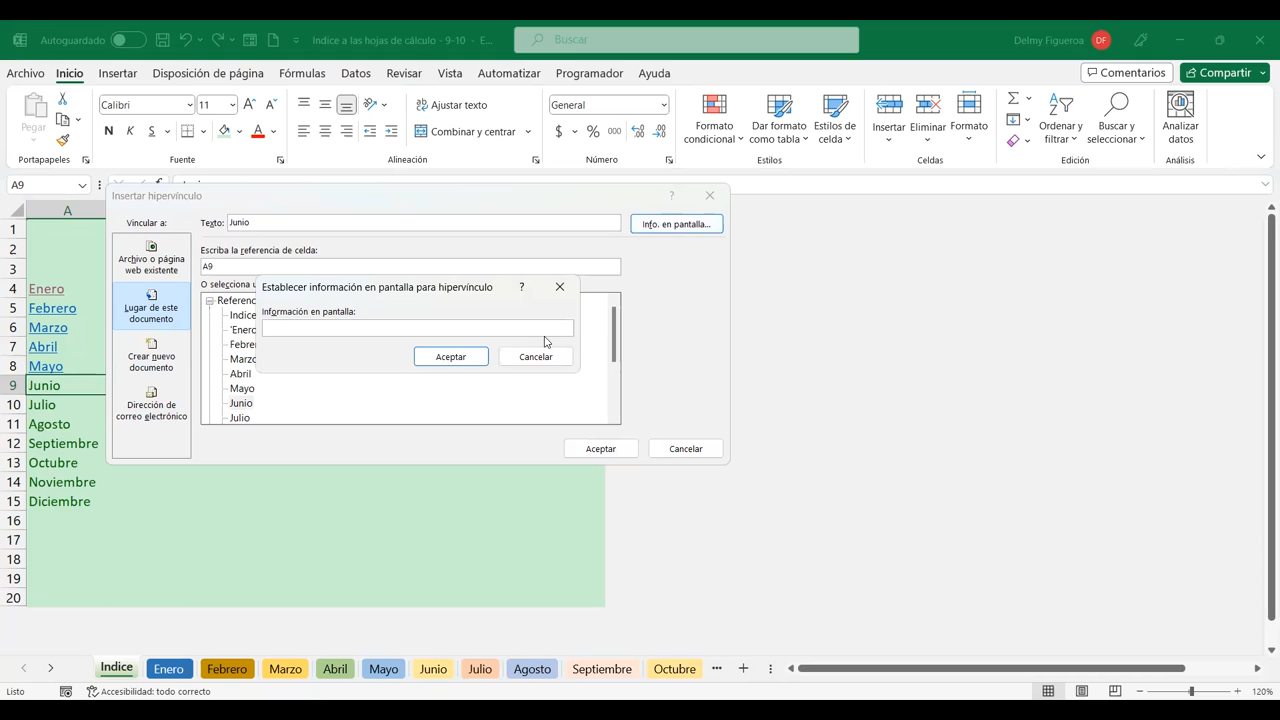 Autoguardado
Indice a las hojas de cálculo - 9-10 - E...
Buscar
Delmy Figueroa
DF
Archivo
Inicio
Insertar
Disposición de página
Fórmulas
Datos
Revisar
Vista
Automatizar
Programador
Ayuda
Comentarios
Compartir
Pegar
Portapapeles
Calibri
11
N K S
Fuente
Ajustar texto
Combinar y centrar
Alineación
General
$ % 000
Número
Formato condicional
Dar formato como tabla
Estilos de celda
Estilos
Insertar
Eliminar
Formato
Celdas
Ordenar y filtrar
Buscar y seleccionar
Edición
Analizar datos
Análisis
A9
Insertar hipervínculo
?
Vincular a:
Texto:
Junio
Info. en pantalla...
Archivo o página web existente
Lugar de este documento
Crear nuevo documento
Dirección de correo electrónico
Escriba la referencia de celda:
A9
O selecciona u
Referenc
Indice
'Enero
Febrer
Marzo
Abril
Mayo
Junio
Julio
Aceptar
Cancelar
Establecer información en pantalla para hipervínculo
?
Información en pantalla:
Aceptar
Cancelar
A
1
2
3
4 Enero
5 Febrero
6 Marzo
7 Abril
8 Mayo
9 Junio
10 Julio
11 Agosto
12 Septiembre
13 Octubre
14 Noviembre
15 Diciembre
16
17
18
19
20
Indice
Enero
Febrero
Marzo
Abril
Mayo
Junio
Julio
Agosto
Septiembre
Octubre
Listo
Accesibilidad: todo correcto
120%